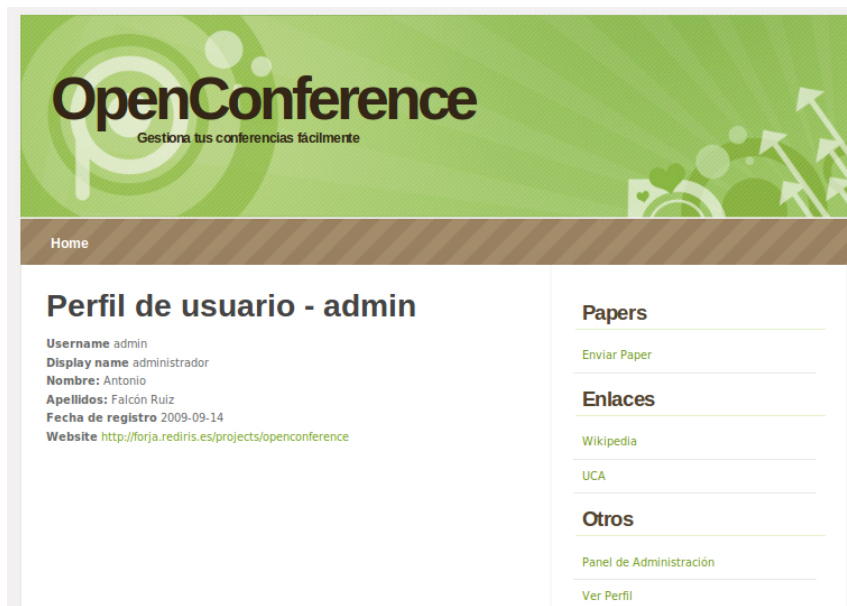 OpenConference
Gestiona tus conferencias fácilmente
Home
Perfil de usuario - admin
Username admin
Display name administrador
Nombre: Antonio
Apellidos: Falcón Ruiz
Fecha de registro 2009-09-14
Website http://forja.rediris.es/projects/openconference
Papers
Enviar Paper
Enlaces
Wikipedia
UCA
Otros
Panel de Administración
Ver Perfil